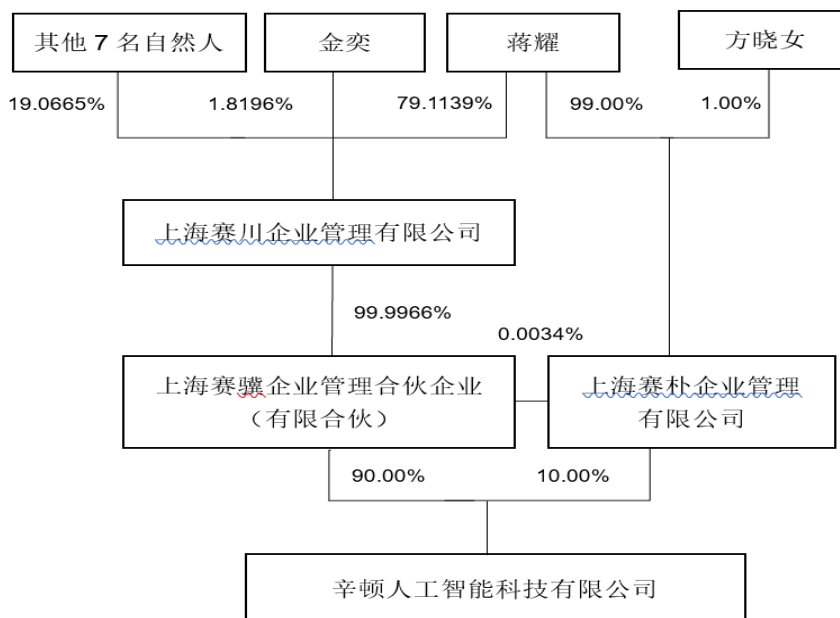 其他 7 名自然人
金奕
蒋耀
方晓女
19.0665%
1.8196%
79.1139%
99.00%
1.00%
上海赛川企业管理有限公司
99.9966%
0.0034%
上海赛骥企业管理合伙企业
（有限合伙）
上海赛朴企业管理
有限公司
90.00%
10.00%
辛顿人工智能科技有限公司